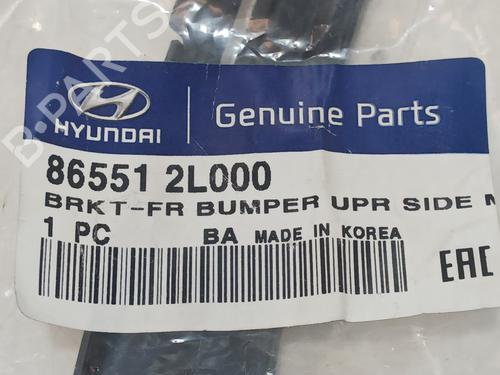 HYUNDAI
Genuine Parts
86551 2L000
BRKT-FR BUMPER UPR SIDE M
1 PC BA MADE IN KOREA
EAC
B-PARTS